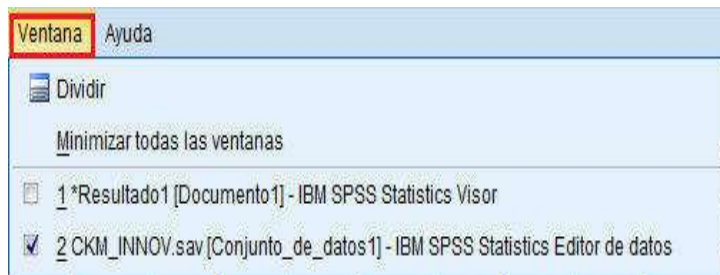 Ventana Ayuda
Dividir
Minimizar todas las ventanas
1 *Resultado1 [Documento1] - IBM SPSS Statistics Visor
2 CKM_INNOV.sav [Conjunto_de_datos1] - IBM SPSS Statistics Editor de datos